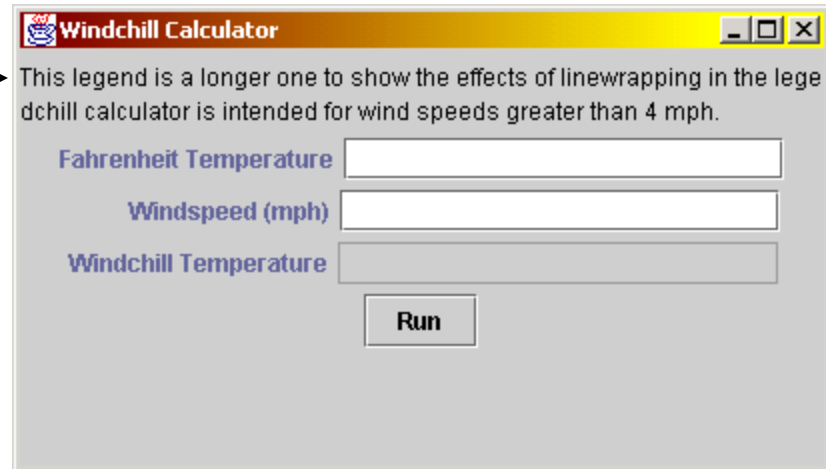 Windchill Calculator
This legend is a longer one to show the effects of linewrapping in the lege
dchill calculator is intended for wind speeds greater than 4 mph.
Fahrenheit Temperature
Windspeed (mph)
Windchill Temperature
Run